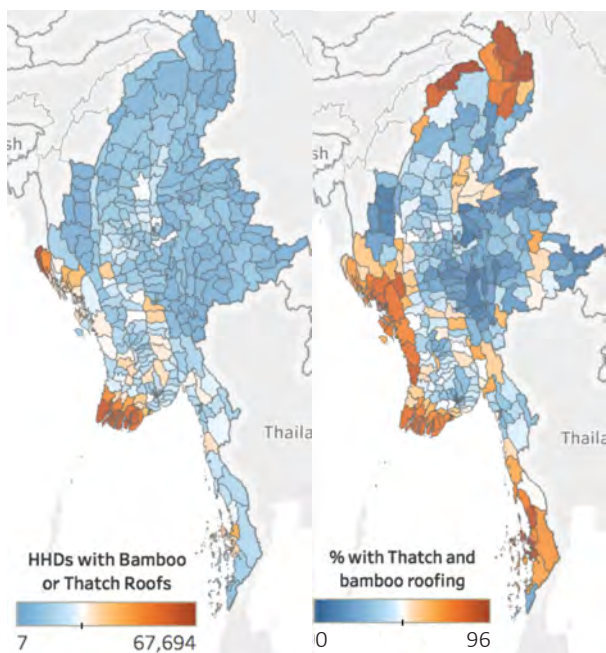 sh
sh
Thaila
Thaila
HHDs with Bamboo
or Thatch Roofs
7 67,694
% with Thatch and
bamboo roofing
0 96